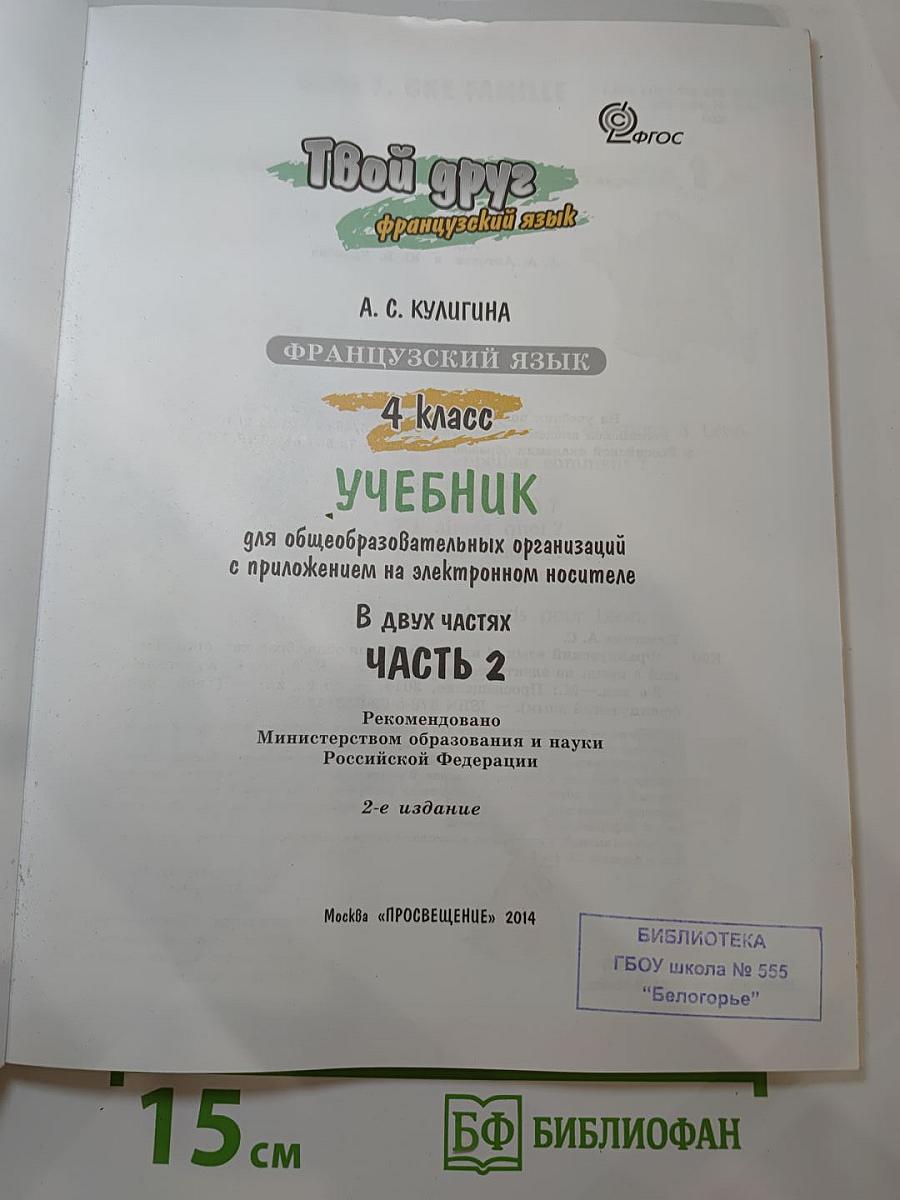 ФГОС
Твой друг
французский язык
А. С. КУЛИГИНА
ФРАНЦУЗСКИЙ ЯЗЫК
4 класс
УЧЕБНИК
для общеобразовательных организаций
с приложением на электронном носителе
В двух частях
ЧАСТЬ 2
Рекомендовано
Министерством образования и науки
Российской Федерации
2-е издание
Москва «ПРОСВЕЩЕНИЕ» 2014
БИБЛИОТЕКА
ГБОУ школа № 555
"Белогорье"
15 см
БФ БИБЛИОФАН